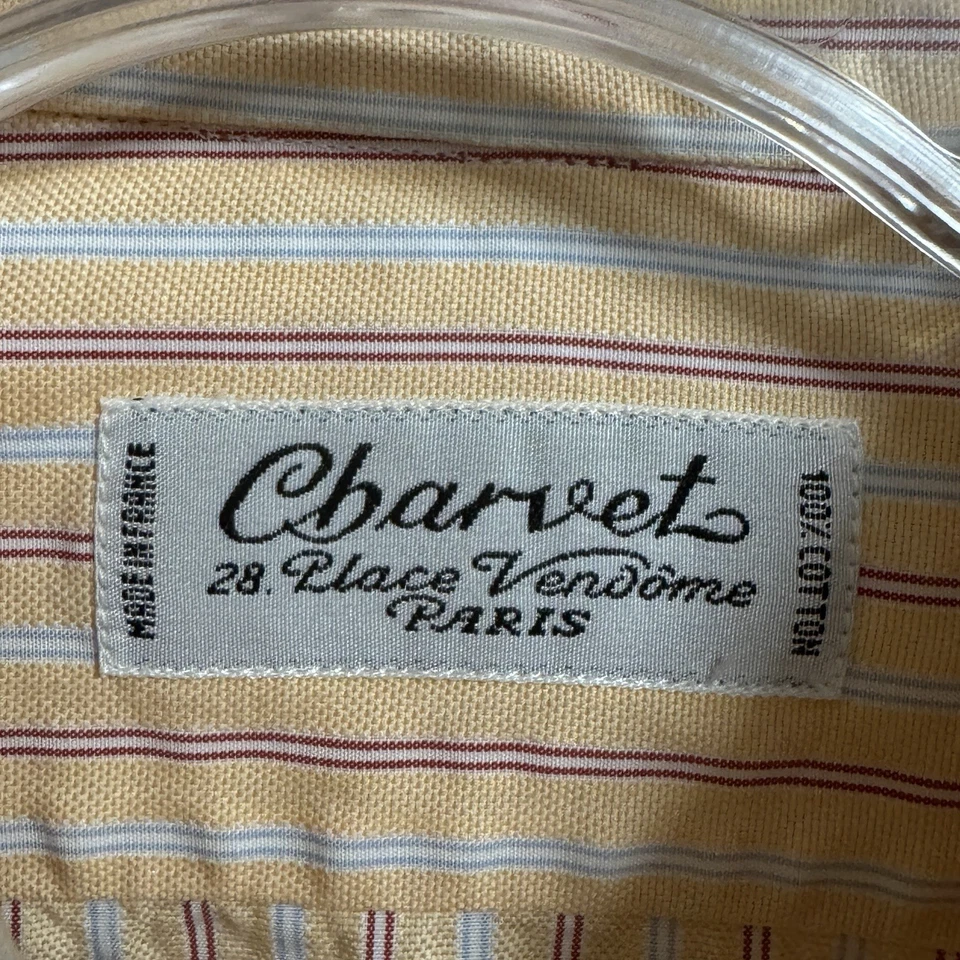 MADE IN FRANCE
Charvet
28. Place Vendôme
PARIS
100% COTTON